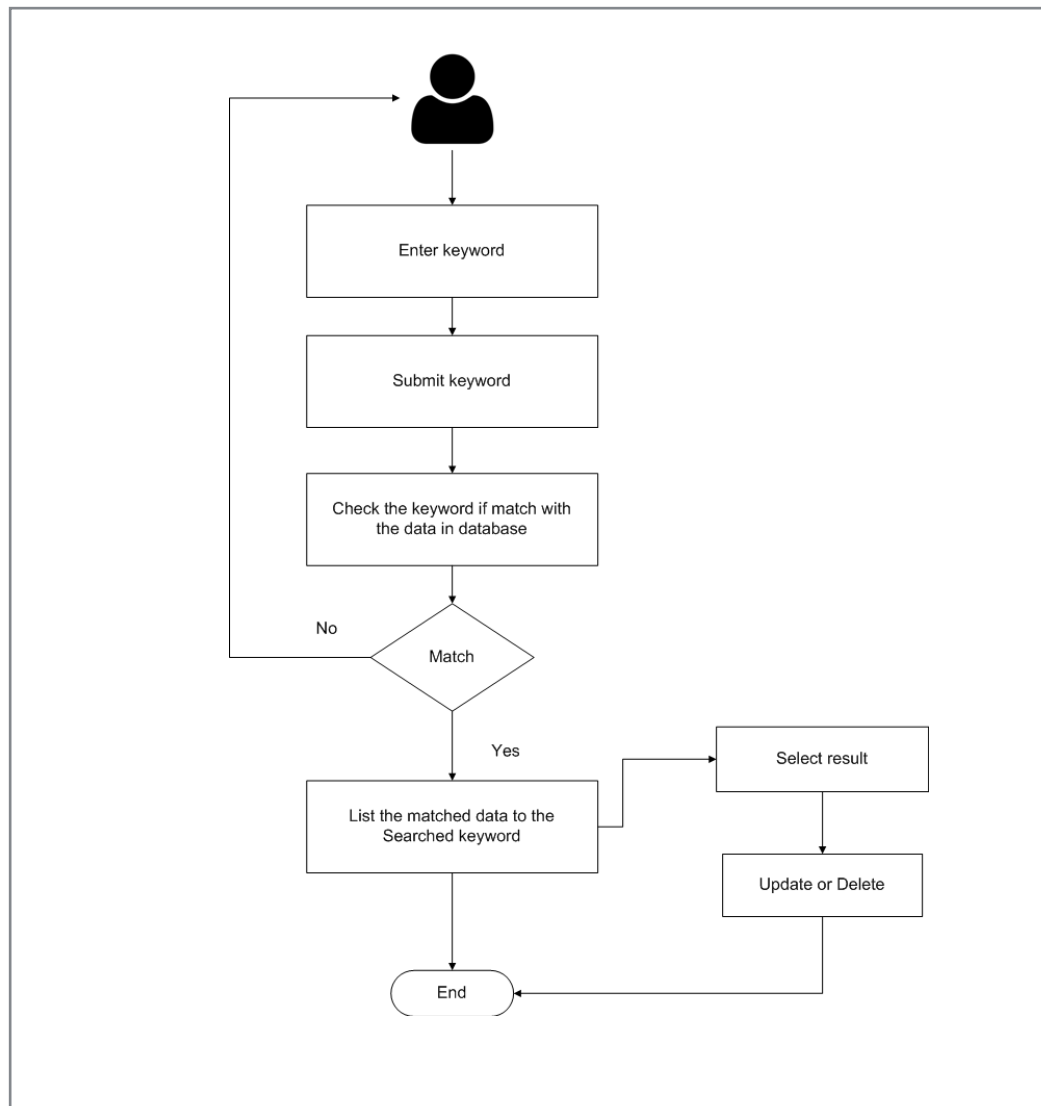 Enter keyword
Submit keyword
Check the keyword if match with
the data in database
No
Match
Yes
Select result
List the matched data to the
Searched keyword
Update or Delete
End